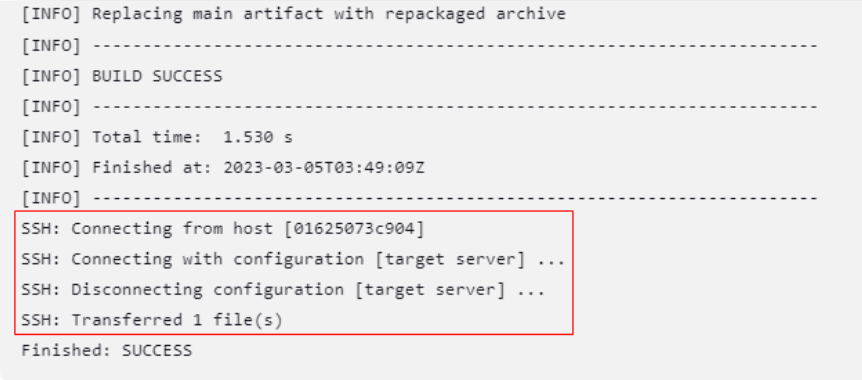 [INFO] Replacing main artifact with repackaged archive
[INFO] ------------------------------------------------------------------------
[INFO] BUILD SUCCESS
[INFO] ------------------------------------------------------------------------
[INFO] Total time:  1.530 s
[INFO] Finished at: 2023-03-05T03:49:09Z
[INFO] ------------------------------------------------------------------------
SSH: Connecting from host [01625073c904]
SSH: Connecting with configuration [target server] ...
SSH: Disconnecting configuration [target server] ...
SSH: Transferred 1 file(s)
Finished: SUCCESS